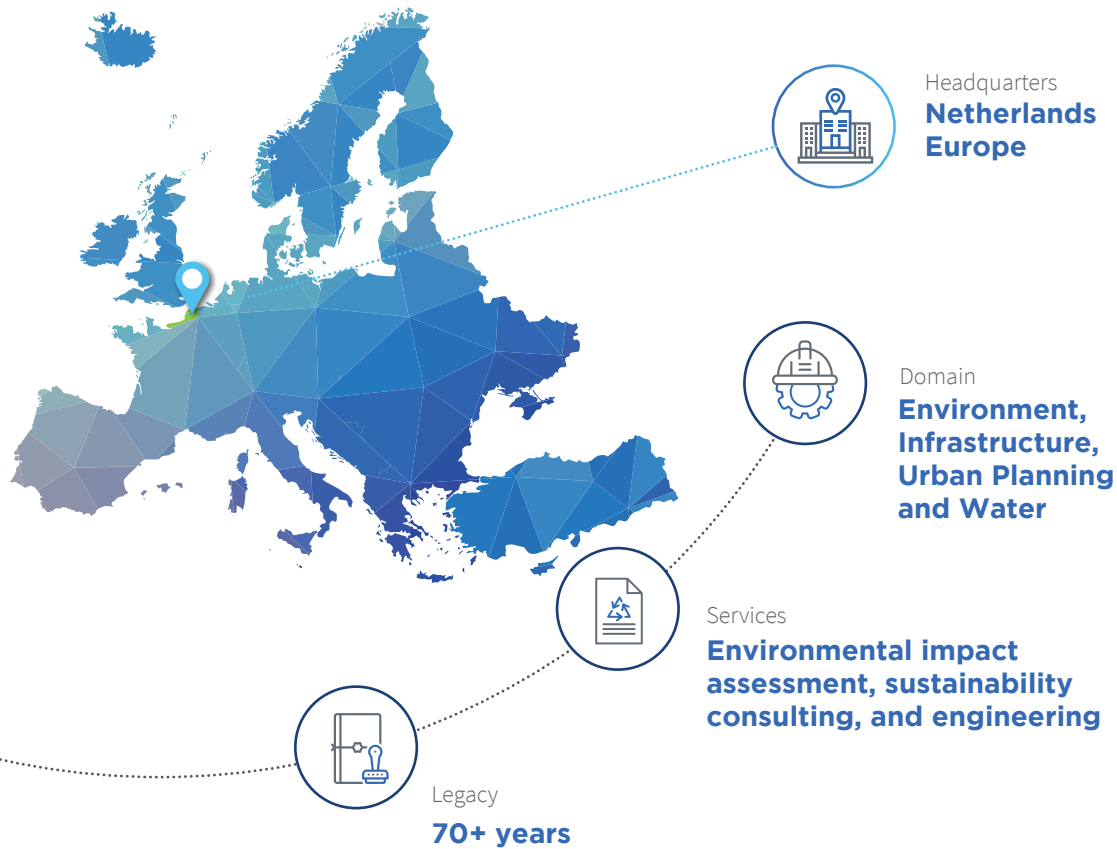 Headquarters
Netherlands
Europe
Domain
Environment,
Infrastructure,
Urban Planning
and Water
Services
Environmental impact
assessment, sustainability
consulting, and engineering
Legacy
70+ years